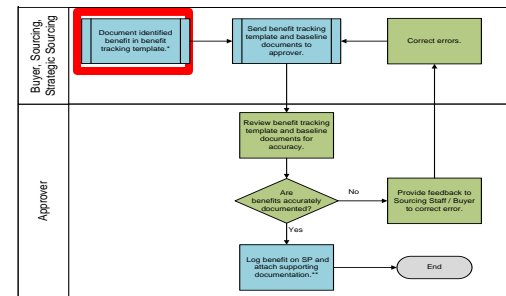 Buyer, Sourcing,
Strategic Sourcing
Document identified
benefit in benefit
tracking template.*
Send benefit tracking
template and baseline
documents to
approver.
Correct errors.
Approver
Review benefit tracking
template and baseline
documents for
accuracy.
Are
benefits accurately
documented?
No
Provide feedback to
Sourcing Staff / Buyer
to correct error.
Yes
Log benefit on SP and
attach supporting
documentation.**
End